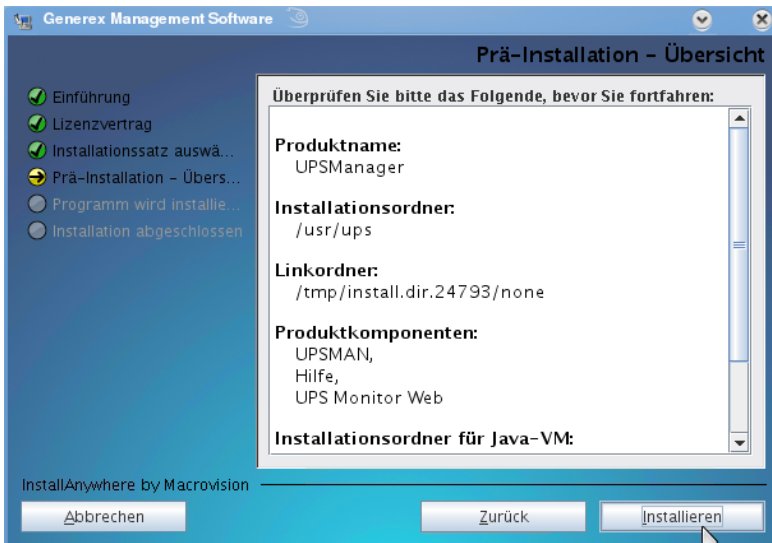 Generex Management Software
Prä-Installation - Übersicht
Einführung
Lizenzvertrag
Installationssatz auswä...
Prä-Installation - Übers...
Programm wird installie...
Installation abgeschlossen
Überprüfen Sie bitte das Folgende, bevor Sie fortfahren:
Produktname:
UPSManager
Installationsordner:
/usr/ups
Linkordner:
/tmp/install.dir.24793/none
Produktkomponenten:
UPSMAN,
Hilfe,
UPS Monitor Web
Installationsordner für Java-VM:
InstallAnywhere by Macrovision
Abbrechen
Zurück
Installieren